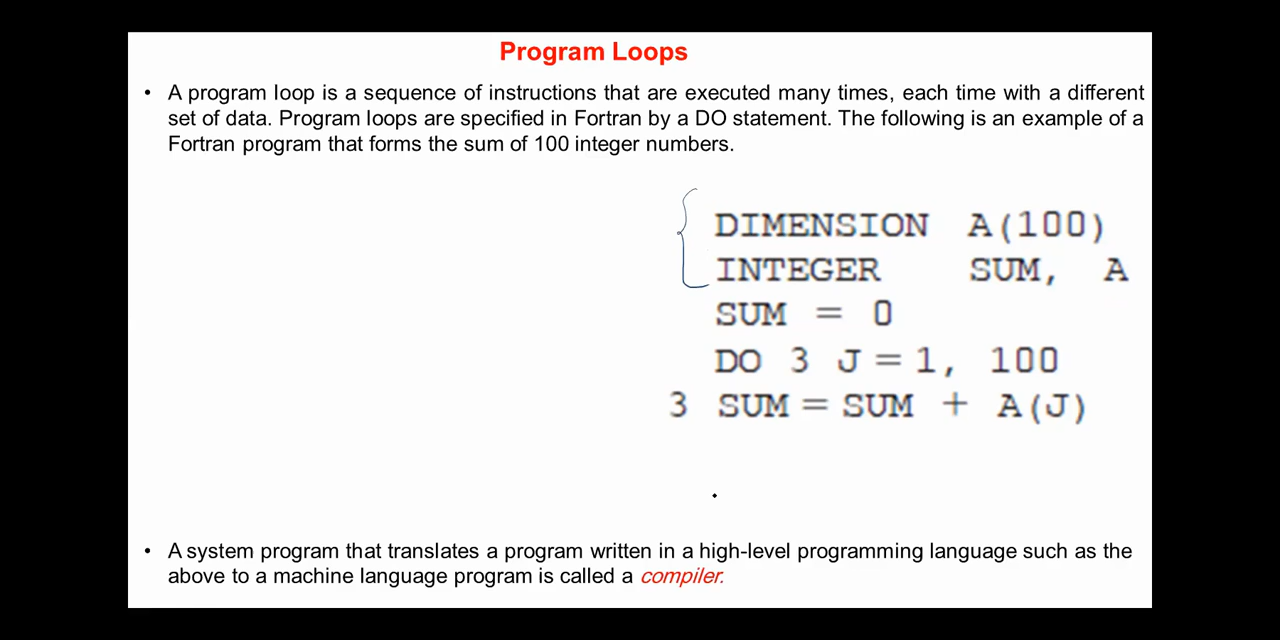 Program Loops
• A program loop is a sequence of instructions that are executed many times, each time with a different
set of data. Program loops are specified in Fortran by a DO statement. The following is an example of a
Fortran program that forms the sum of 100 integer numbers.
DIMENSION A(100)
INTEGER SUM, A
SUM = 0
DO 3 J = 1, 100
3 SUM = SUM + A(J)
• A system program that translates a program written in a high-level programming language such as the
above to a machine language program is called a compiler.